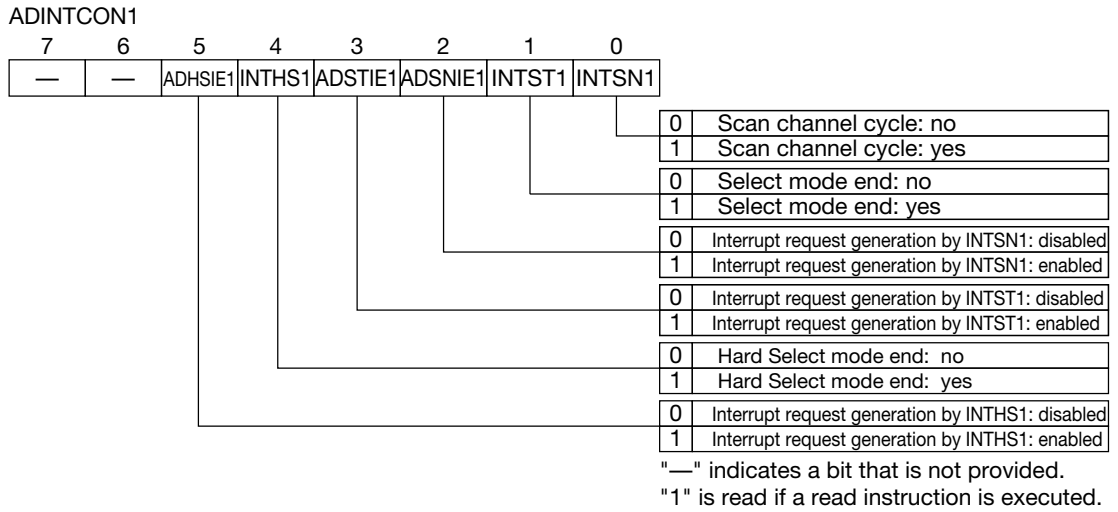 ADINTCON1
7 6 5 4 3 2 1 0
— — ADHSIE1 INTHS1 ADSTIE1 ADSNIE1 INTST1 INTSN1
0 Scan channel cycle: no
1 Scan channel cycle: yes
0 Select mode end: no
1 Select mode end: yes
0 Interrupt request generation by INTSN1: disabled
1 Interrupt request generation by INTSN1: enabled
0 Interrupt request generation by INTST1: disabled
1 Interrupt request generation by INTST1: enabled
0 Hard Select mode end: no
1 Hard Select mode end: yes
0 Interrupt request generation by INTHS1: disabled
1 Interrupt request generation by INTHS1: enabled
"—" indicates a bit that is not provided.
"1" is read if a read instruction is executed.